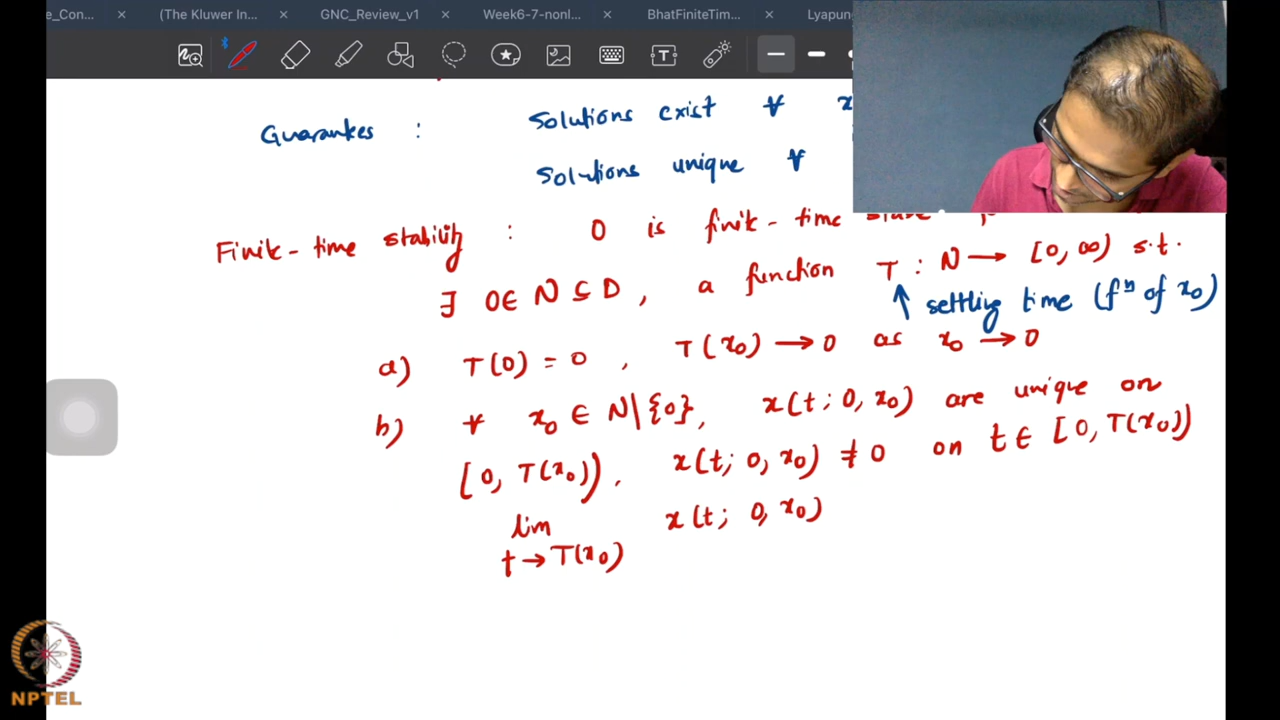 e_Con... × (The Kluwer In... × GNC_Review_v1 × Week6-7-nonl... × BhatFiniteTim... × Lyapun
Guarantees : Solutions exist ∀ x
Solutions unique ∀
Finite-time stability : 0 is finite-time stable
∃ 0 ∈ N ⊆ D, a function T : N → [0, ∞) s.t.
settling time (fⁿ of x₀)
a) T(0) = 0, T(x₀) → 0 as x₀ → 0
b) ∀ x₀ ∈ N\{0}, x(t; 0, x₀) are unique on
[0, T(x₀)), x(t; 0, x₀) ≠ 0 on t ∈ [0, T(x₀))
lim x(t; 0, x₀)
t → T(x₀)
NPTEL